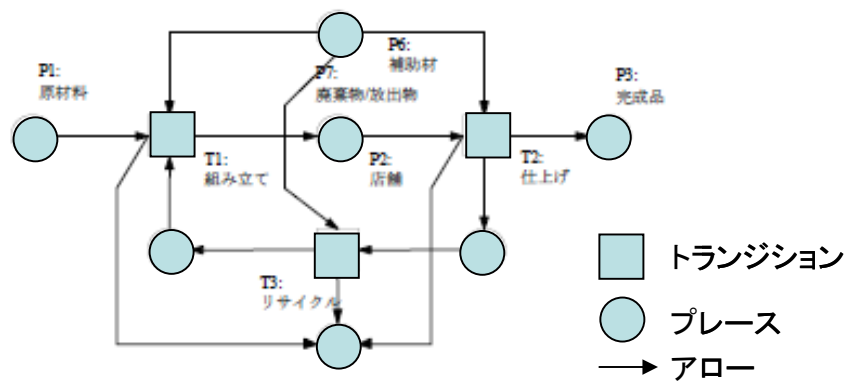 P1:
原材料
P6:
補助材
P7:
廃棄物/放出物
P3:
完成品
T1:
組み立て
P2:
店舗
T2:
仕上げ
T3:
リサイクル
トランジション
プレース
アロー